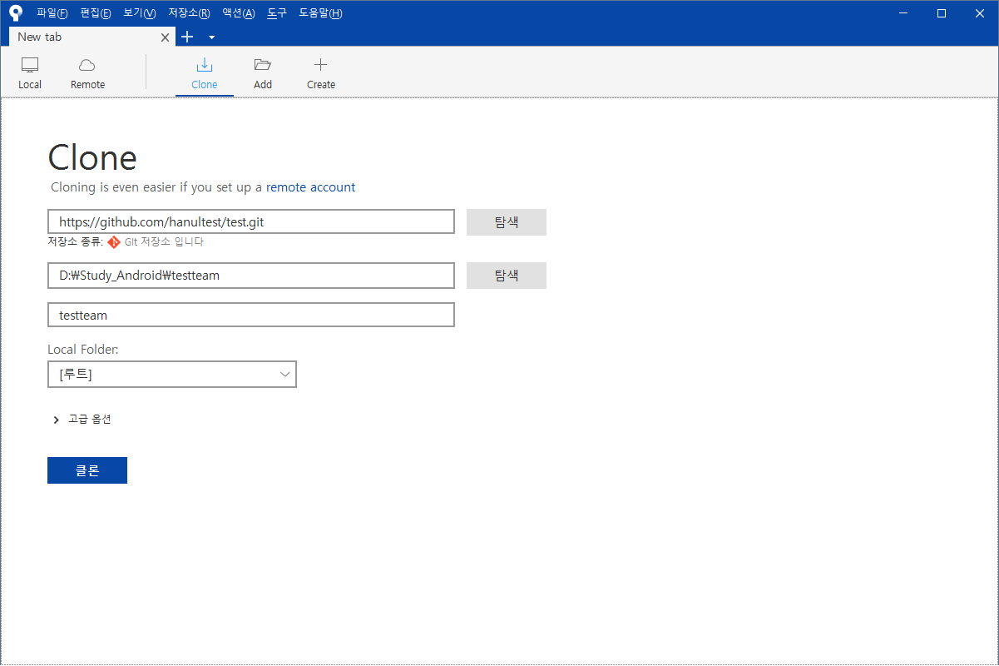 파일(F) 편집(E) 보기(V) 저장소(R) 액션(A) 도구 도움말(H)
New tab
Local Remote Clone Add Create
Clone
Cloning is even easier if you set up a remote account
https://github.com/hanultest/test.git 탐색
저장소 종류: Git 저장소 입니다
D:₩Study_Android₩testteam 탐색
testteam
Local Folder:
[루트]
고급 옵션
클론